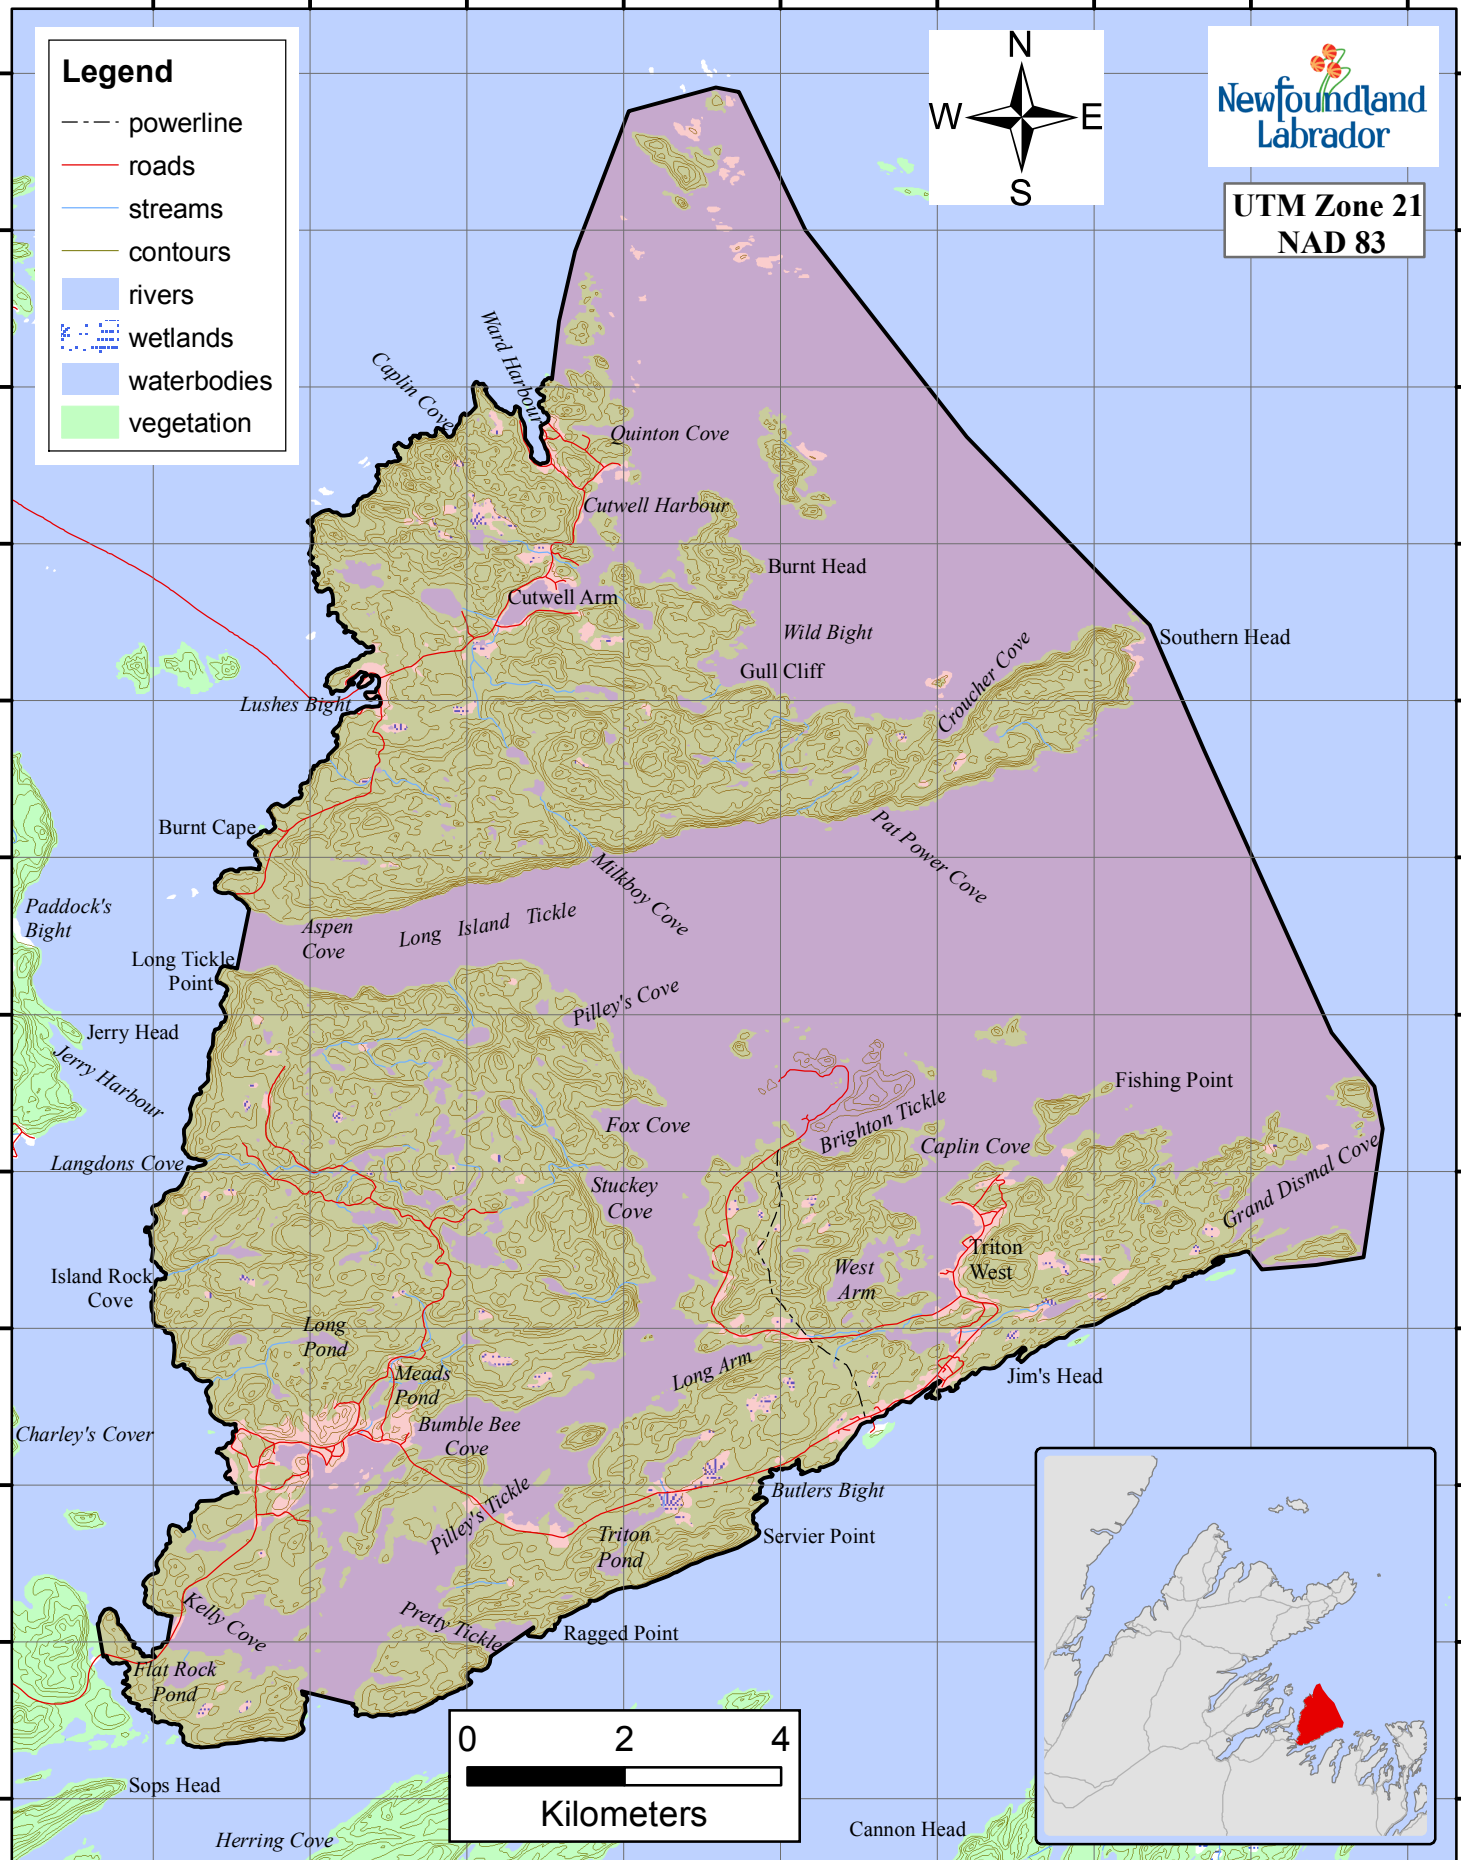 Legend
powerline
roads
streams
contours
rivers
wetlands
waterbodies
vegetation
N
W E
S
Newfoundland
Labrador
UTM Zone 21
NAD 83
Ward Harbour
Caplin Cove
Quinton Cove
Cutwell Harbour
Burnt Head
Cutwell Arm
Wild Bight
Southern Head
Gull Cliff
Croucher Cove
Lushes Bight
Burnt Cape
Pat Power Cove
Milkboy Cove
Paddock's
Bight
Aspen
Cove
Long Island Tickle
Long Tickle
Point
Pilley's Cove
Jerry Head
Jerry Harbour
Fishing Point
Brighton Tickle
Fox Cove
Caplin Cove
Langdons Cove
Stuckey
Cove
Grand Dismal Cove
Triton
West
West
Arm
Island Rock
Cove
Long
Pond
Meads
Pond
Long Arm
Jim's Head
Charley's Cover
Bumble Bee
Cove
Butlers Bight
Pilley's Tickle
Triton
Pond
Servier Point
Kelly Cove
Pretty Tickle
Ragged Point
Flat Rock
Pond
0 2 4
Kilometers
Sops Head
Herring Cove
Cannon Head